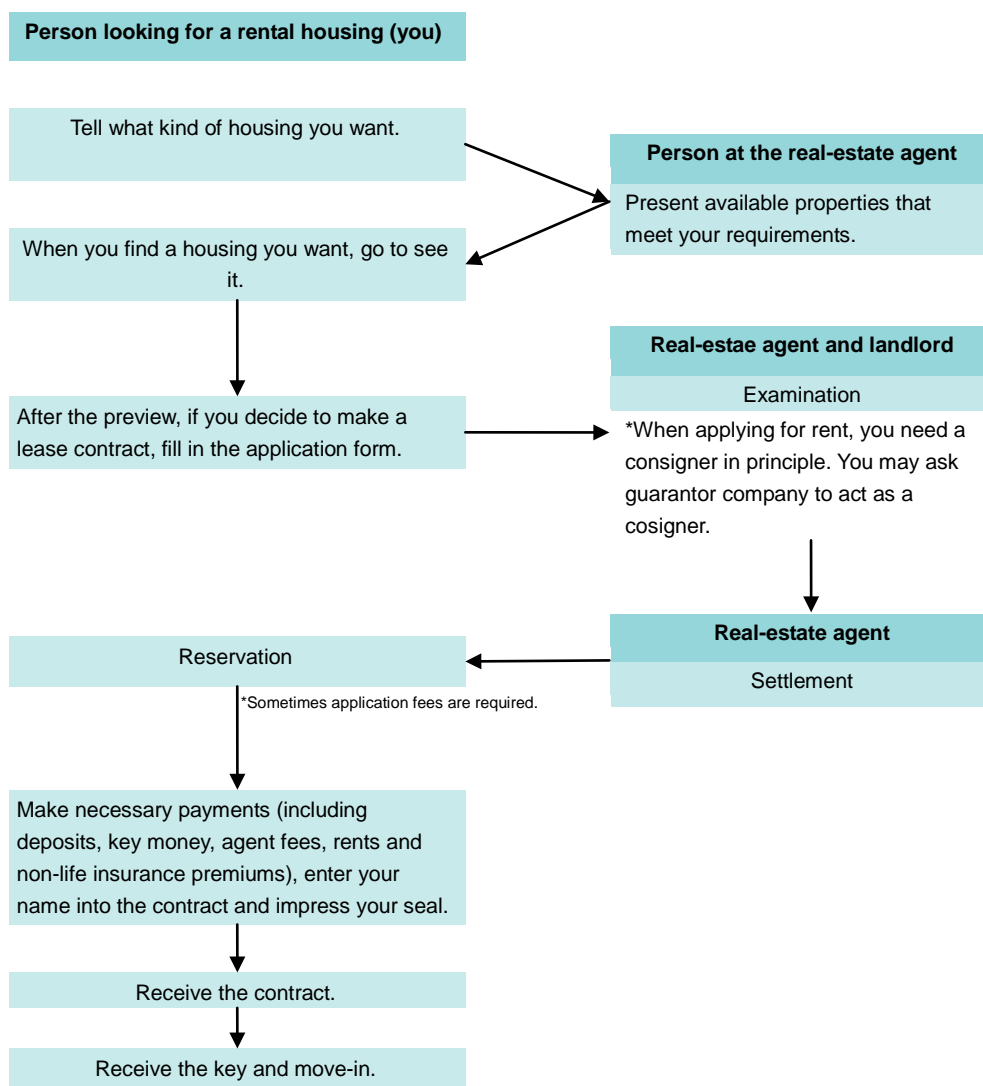 Person looking for a rental housing (you)
Tell what kind of housing you want.
Person at the real-estate agent
Present available properties that
meet your requirements.
When you find a housing you want, go to see
it.
Real-estae agent and landlord
Examination
After the preview, if you decide to make a
lease contract, fill in the application form.
*When applying for rent, you need a
consigner in principle. You may ask
guarantor company to act as a
cosigner.
Real-estate agent
Settlement
Reservation
*Sometimes application fees are required.
Make necessary payments (including
deposits, key money, agent fees, rents and
non-life insurance premiums), enter your
name into the contract and impress your seal.
Receive the contract.
Receive the key and move-in.